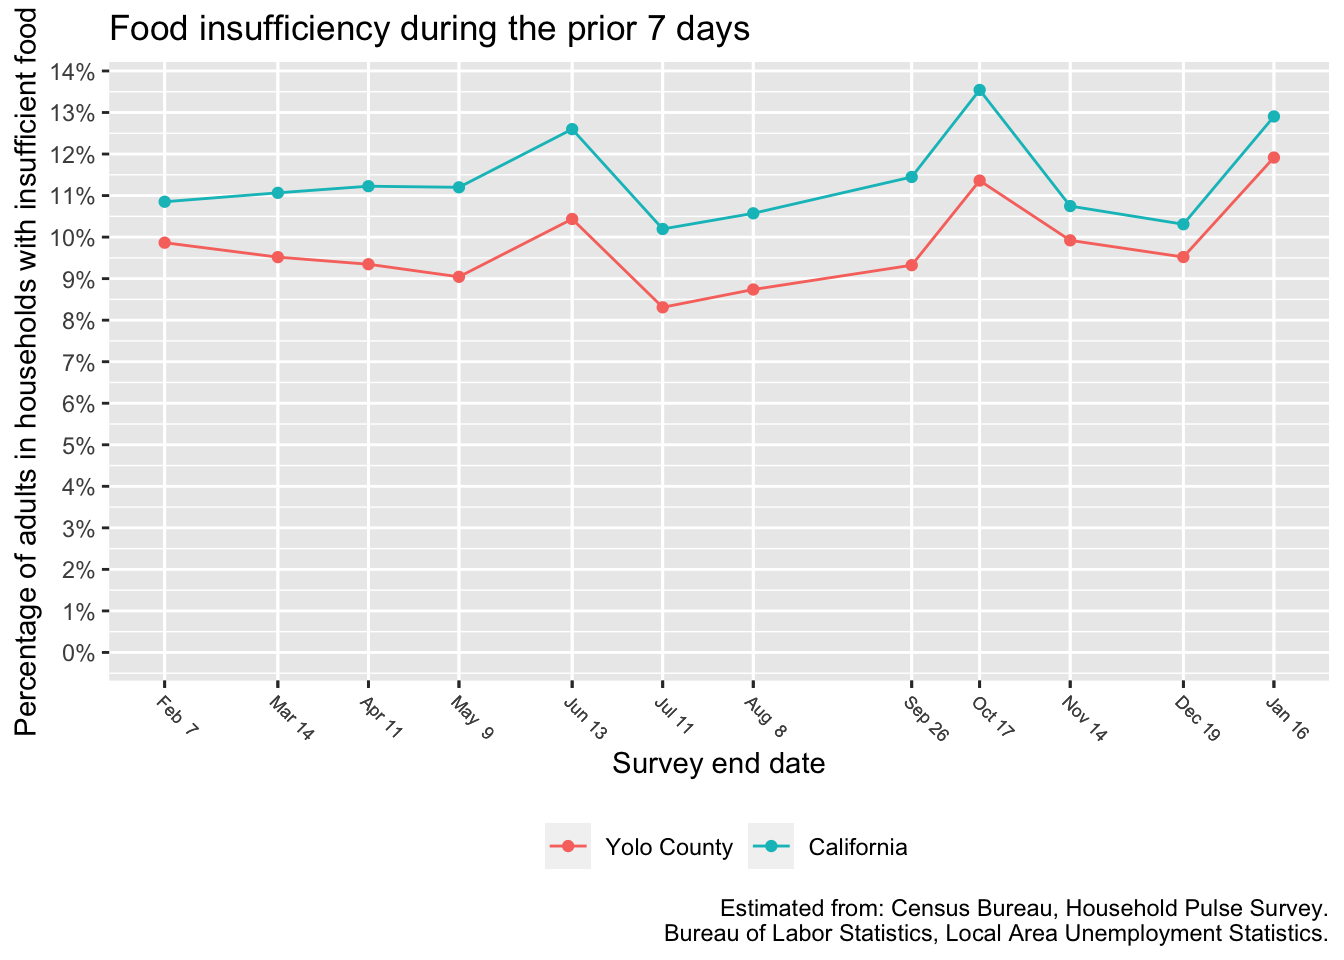 Food insufficiency during the prior 7 days
Percentage of adults in households with insufficient food
14%
13%
12%
11%
10%
9%
8%
7%
6%
5%
4%
3%
2%
1%
0%
Feb 7
Mar 14
Apr 11
May 9
Jun 13
Jul 11
Aug 8
Sep 26
Oct 17
Nov 14
Dec 19
Jan 16
Survey end date
Yolo County
California
Estimated from: Census Bureau, Household Pulse Survey.
Bureau of Labor Statistics, Local Area Unemployment Statistics.